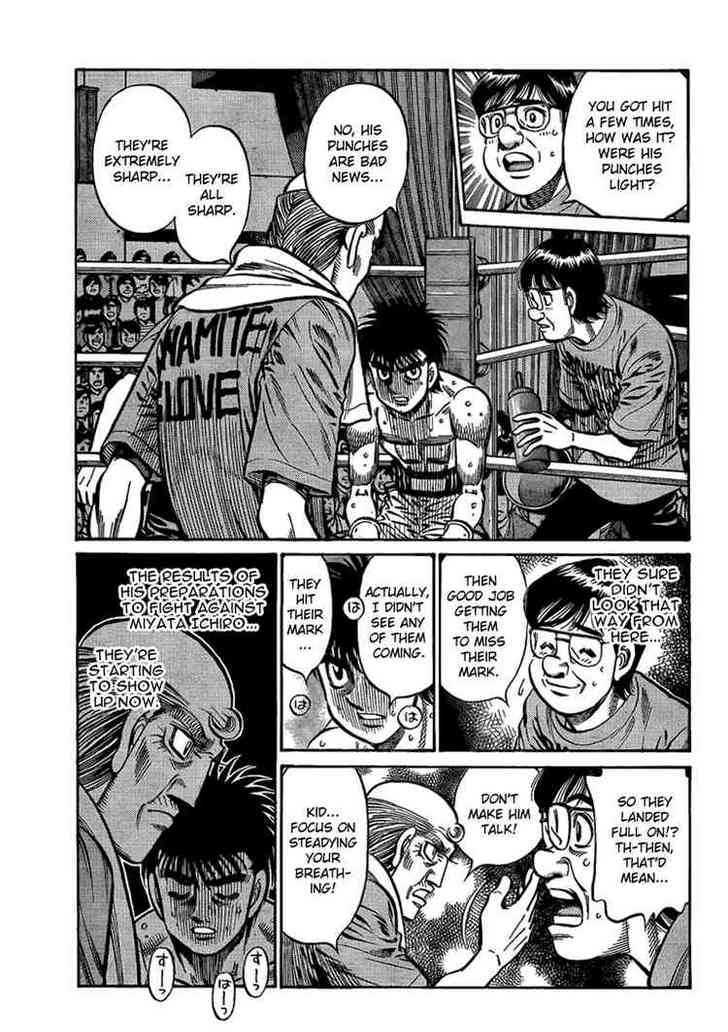 YOU GOT HIT
A FEW TIMES,
HOW WAS IT?
WERE HIS
PUNCHES
LIGHT?
NO, HIS
PUNCHES
ARE BAD
NEWS...
THEY'RE
ALL
SHARP.
THEY'RE
EXTREMELY
SHARP...
NAMITE
GLOVE
THEY SURE
DIDN'T
LOOK THAT
WAY FROM
HERE...
THEN
GOOD JOB
GETTING
THEM
TO MISS
THEIR
MARK.
ACTUALLY,
I DIDN'T
SEE ANY
OF THEM
COMING.
は
は
は
THEY
HIT
THEIR
MARK
...
THE RESULTS OF
HIS PREPARATIONS
TO FIGHT AGAINST
MIYATA ICHIRO...
THEY'RE
STARTING
TO SHOW
UP NOW.
すーっ
はーっ
すーっ
SO THEY
LANDED
FULL ON!?
TH-THEN,
THAT'D
MEAN...
DON'T
MAKE HIM
TALK!
KID...
FOCUS ON
STEADYING
YOUR
BREATH-
ING!